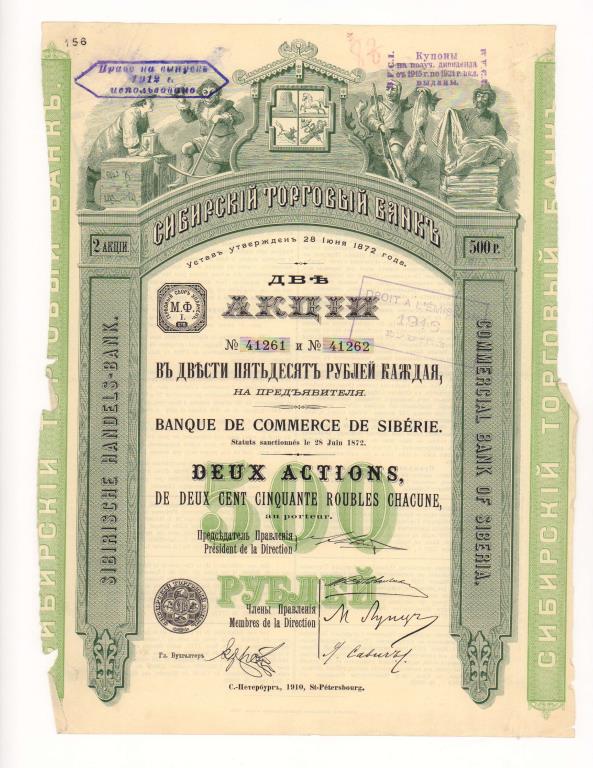 156
Право на выпускъ
1912 г.
использовано
Купоны
на получ. дивиденда
съ 1915 г. по 1924 г. вкл.
выданы.
СИБИРСКІЙ ТОРГОВЫЙ БАНКЪ
Уставъ утвержденъ 28 Іюня 1872 года.
2 АКЦІИ.
500 Р.
ДВѢ
АКЦІИ
М.Ф.
I.
DROIT A L'ÉMIS
1912
№ 41261 и № 41262
ВЪ ДВѢСТИ ПЯТЬДЕСЯТЪ РУБЛЕЙ КАЖДАЯ,
НА ПРЕДЪЯВИТЕЛЯ.
BANQUE DE COMMERCE DE SIBÉRIE.
Statuts sanctionnés le 28 Juin 1872.
DEUX ACTIONS,
DE DEUX CENT CINQUANTE ROUBLES CHACUNE,
au porteur.
500
РУБЛЕЙ
Предсѣдатель Правленія
Président de la Direction
Члены Правленія
Membres de la Direction
Гл. Бухгалтеръ
С.-Петербургъ, 1910, St-Pétersbourg.
SIBIRISCHE HANDELS-BANK.
COMMERCIAL BANK OF SIBERIA.
СИБИРСКІЙ ТОРГОВЫЙ БАНКЪ.
СИБИРСКІЙ ТОРГОВЫЙ БАНКЪ